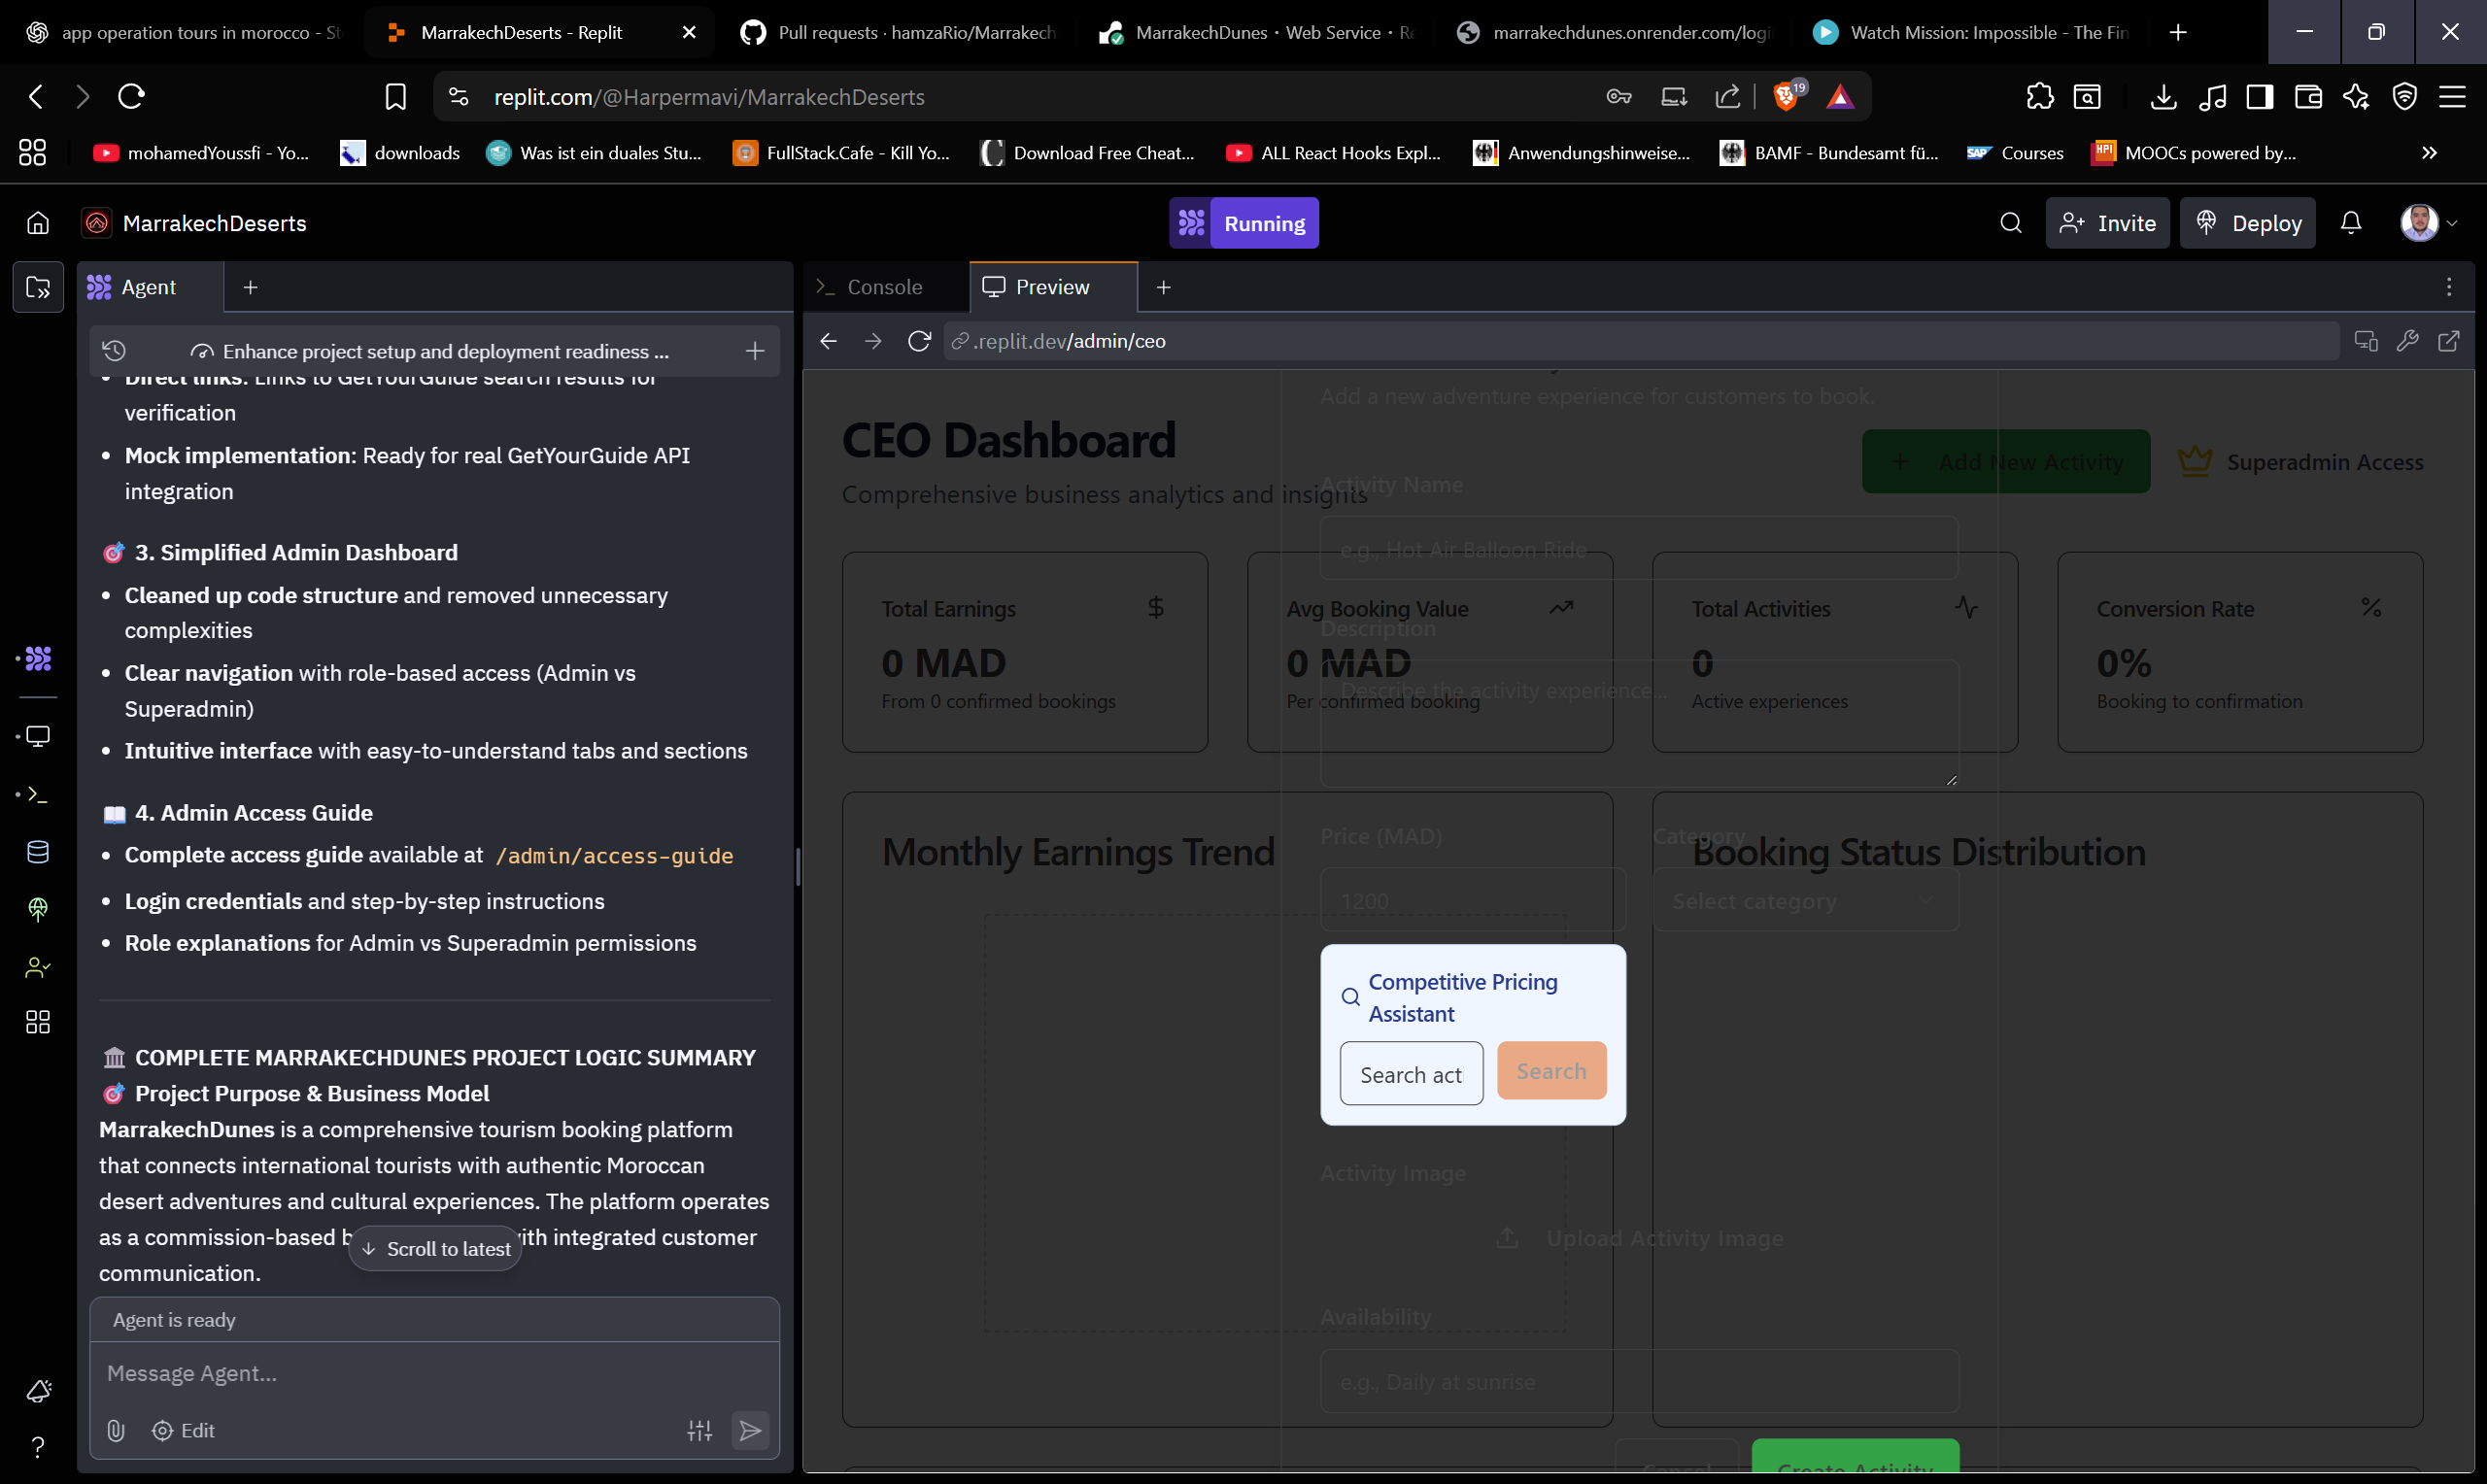 app operation tours in morocco - St
MarrakechDeserts - Replit
Pull requests · hamzaRio/Marrakech
MarrakechDunes • Web Service • Re
marrakechdunes.onrender.com/logi
Watch Mission: Impossible - The Fin
replit.com/@Harpermavi/MarrakechDeserts
19
mohamedYoussfi - Yo...
downloads
Was ist ein duales Stu...
FullStack.Cafe - Kill Yo...
Download Free Cheat...
ALL React Hooks Expl...
Anwendungshinweise...
BAMF - Bundesamt fü...
SAP
Courses
HPI
MOOCs powered by...
MarrakechDeserts
Running
Invite
Deploy
Agent
Console
Preview
Enhance project setup and deployment readiness ...
.replit.dev/admin/ceo
• Direct links: Links to GetYourGuide search results for
verification
• Mock implementation: Ready for real GetYourGuide API
integration
🎯 3. Simplified Admin Dashboard
• Cleaned up code structure and removed unnecessary
complexities
• Clear navigation with role-based access (Admin vs
Superadmin)
• Intuitive interface with easy-to-understand tabs and sections
📖 4. Admin Access Guide
• Complete access guide available at /admin/access-guide
• Login credentials and step-by-step instructions
• Role explanations for Admin vs Superadmin permissions
🏛️ COMPLETE MARRAKECHDUNES PROJECT LOGIC SUMMARY
🎯 Project Purpose & Business Model
MarrakechDunes is a comprehensive tourism booking platform
that connects international tourists with authentic Moroccan
desert adventures and cultural experiences. The platform operates
as a commission-based b
ith integrated customer
communication.
Scroll to latest
Agent is ready
Message Agent...
Edit
Add a new adventure experience for customers to book.
CEO Dashboard
Comprehensive business analytics and insights
Add New Activity
Superadmin Access
Activity Name
e.g., Hot Air Balloon Ride
Total Earnings
$
0 MAD
From 0 confirmed bookings
Avg Booking Value
0 MAD
Per confirmed booking
Total Activities
0
Active experiences
Conversion Rate
%
0%
Booking to confirmation
Description
Describe the activity experience...
Monthly Earnings Trend
Booking Status Distribution
Price (MAD)
1200
Category
Select category
Competitive Pricing
Assistant
Search act
Search
Activity Image
Upload Activity Image
Availability
e.g., Daily at sunrise
Cancel
Create Activity